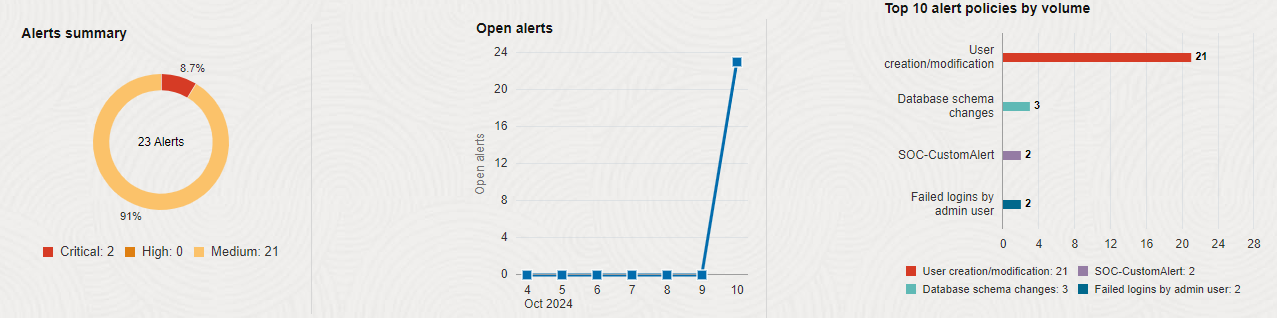 Alerts summary
8.7%
23 Alerts
91%
Critical: 2 High: 0 Medium: 21
Open alerts
24
20
16
12
8
4
0
Open alerts
4 5 6 7 8 9 10
Oct 2024
Top 10 alert policies by volume
User
creation/modification
21
Database schema
changes
3
SOC-CustomAlert
2
Failed logins by
admin user
2
0 4 8 12 16 20 24 28
User creation/modification: 21 SOC-CustomAlert: 2
Database schema changes: 3 Failed logins by admin user: 2